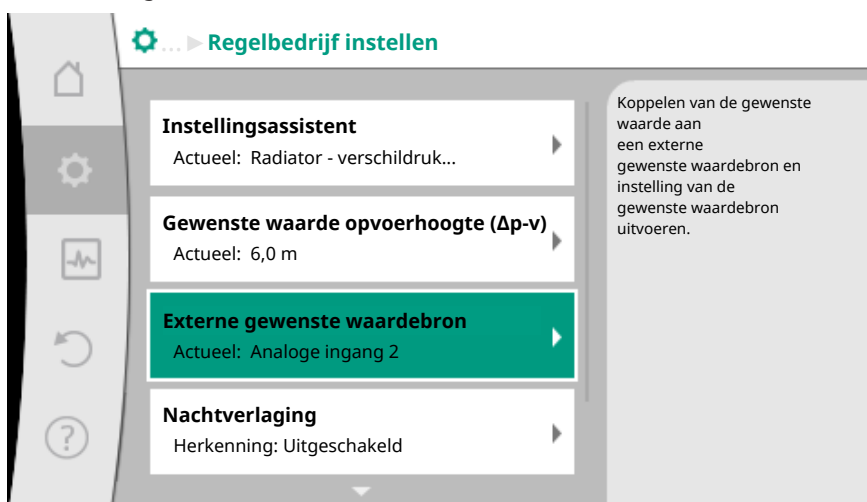 ... Regelbedrijf instellen
Instellingsassistent
Actueel: Radiator - verschildruk...
Gewenste waarde opvoerhoogte (Δp-v)
Actueel: 6,0 m
Externe gewenste waardebron
Actueel: Analoge ingang 2
Nachtverlaging
Herkenning: Uitgeschakeld
?
Koppelen van de gewenste
waarde aan
een externe
gewenste waardebron en
instelling van de
gewenste waardebron
uitvoeren.